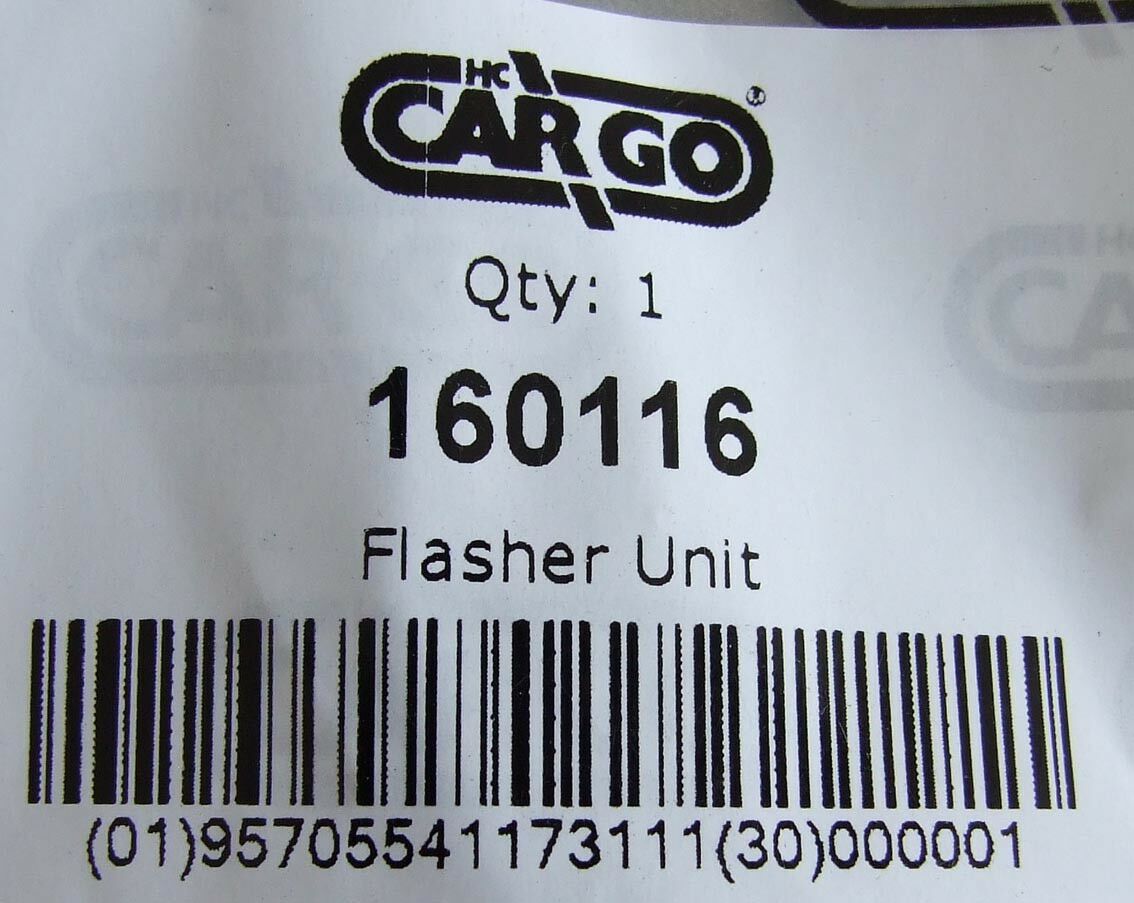 HC
CARGO®
Qty: 1
160116
Flasher Unit
(01)95705541173111(30)000001